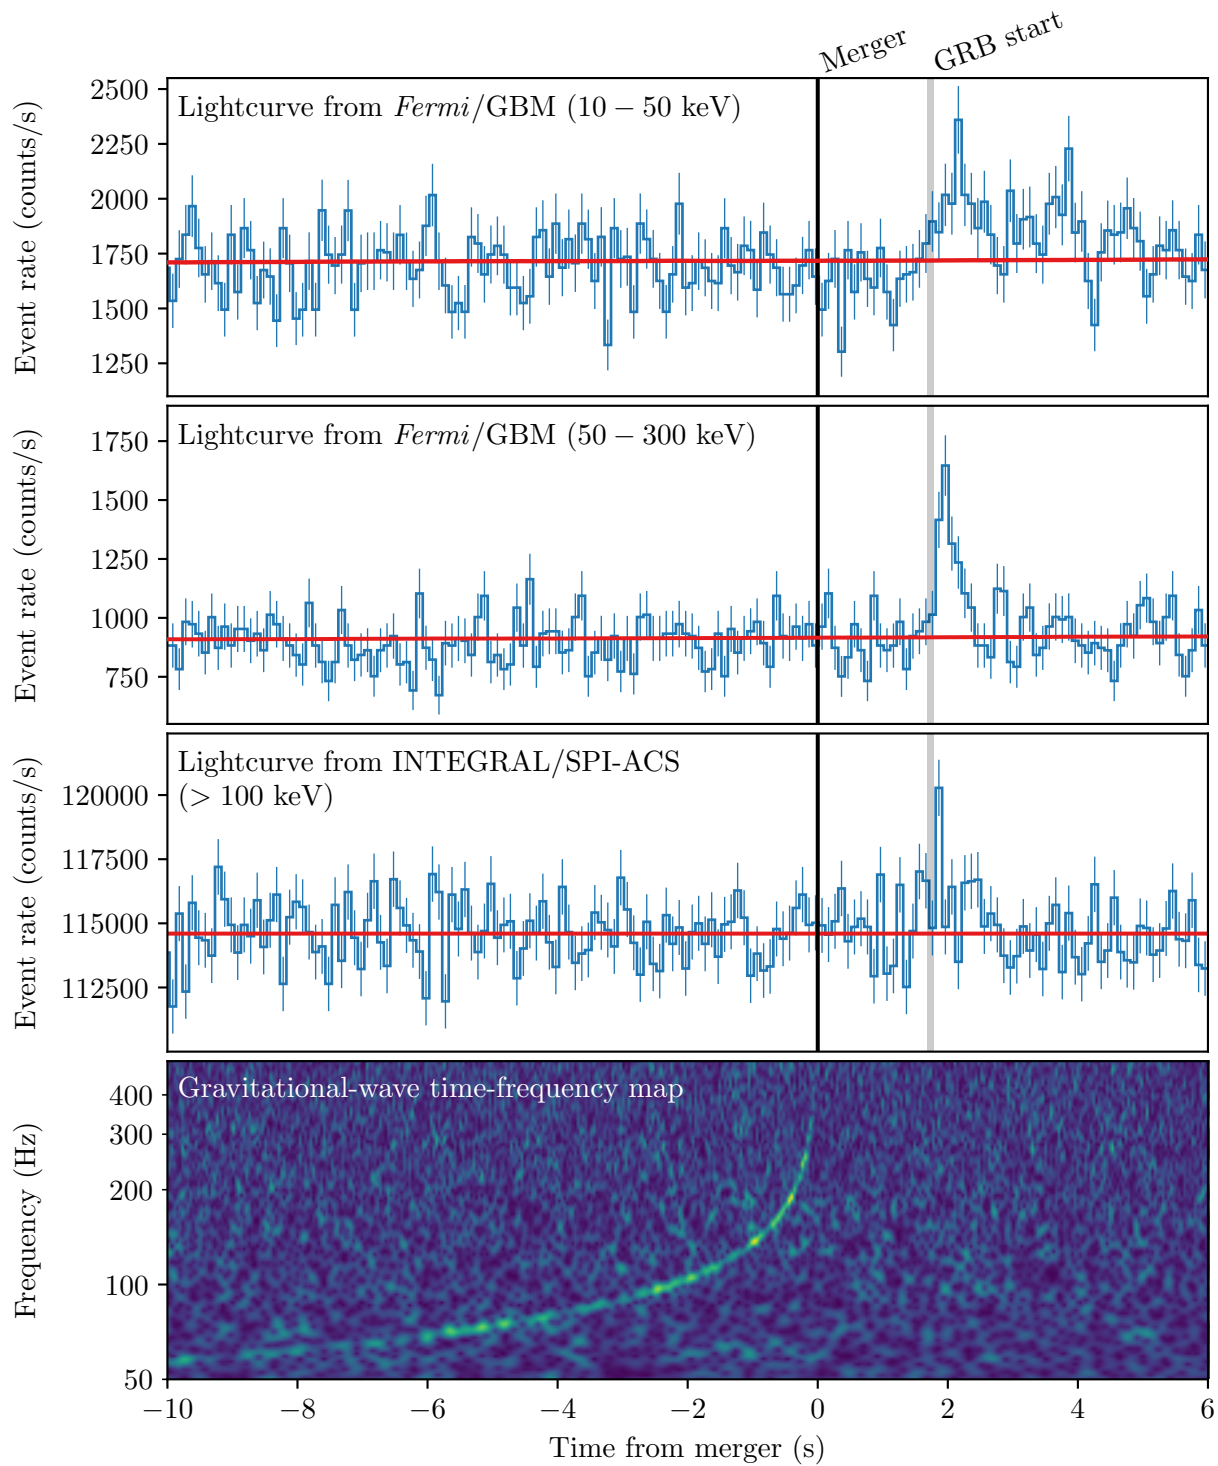 Merger
GRB start
Lightcurve from Fermi/GBM (10 − 50 keV)
Event rate (counts/s)
2500
2250
2000
1750
1500
1250
Lightcurve from Fermi/GBM (50 − 300 keV)
Event rate (counts/s)
1750
1500
1250
1000
750
Lightcurve from INTEGRAL/SPI-ACS
(> 100 keV)
Event rate (counts/s)
120000
117500
115000
112500
Gravitational-wave time-frequency map
Frequency (Hz)
400
300
200
100
50
−10 −8 −6 −4 −2 0 2 4 6
Time from merger (s)